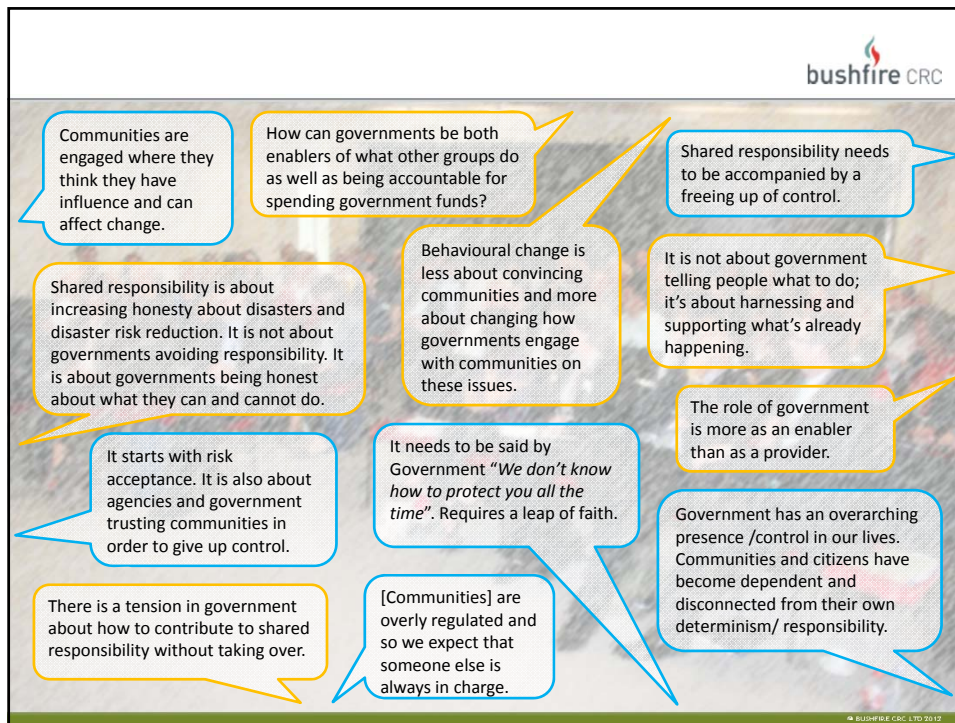 bushfire CRC
Communities are
engaged where they
think they have
influence and can
affect change.
How can governments be both
enablers of what other groups do
as well as being accountable for
spending government funds?
Shared responsibility needs
to be accompanied by a
freeing up of control.
Behavioural change is
less about convincing
communities and more
about changing how
governments engage
with communities on
these issues.
It is not about government
telling people what to do;
it's about harnessing and
supporting what's already
happening.
Shared responsibility is about
increasing honesty about disasters and
disaster risk reduction. It is not about
governments avoiding responsibility. It
is about governments being honest
about what they can and cannot do.
The role of government
is more as an enabler
than as a provider.
It starts with risk
acceptance. It is also about
agencies and government
trusting communities in
order to give up control.
It needs to be said by
Government “We don’t know
how to protect you all the
time”. Requires a leap of faith.
Government has an overarching
presence /control in our lives.
Communities and citizens have
become dependent and
disconnected from their own
determinism/ responsibility.
There is a tension in government
about how to contribute to shared
responsibility without taking over.
[Communities] are
overly regulated and
so we expect that
someone else is
always in charge.
© BUSHFIRE CRC LTD 2012